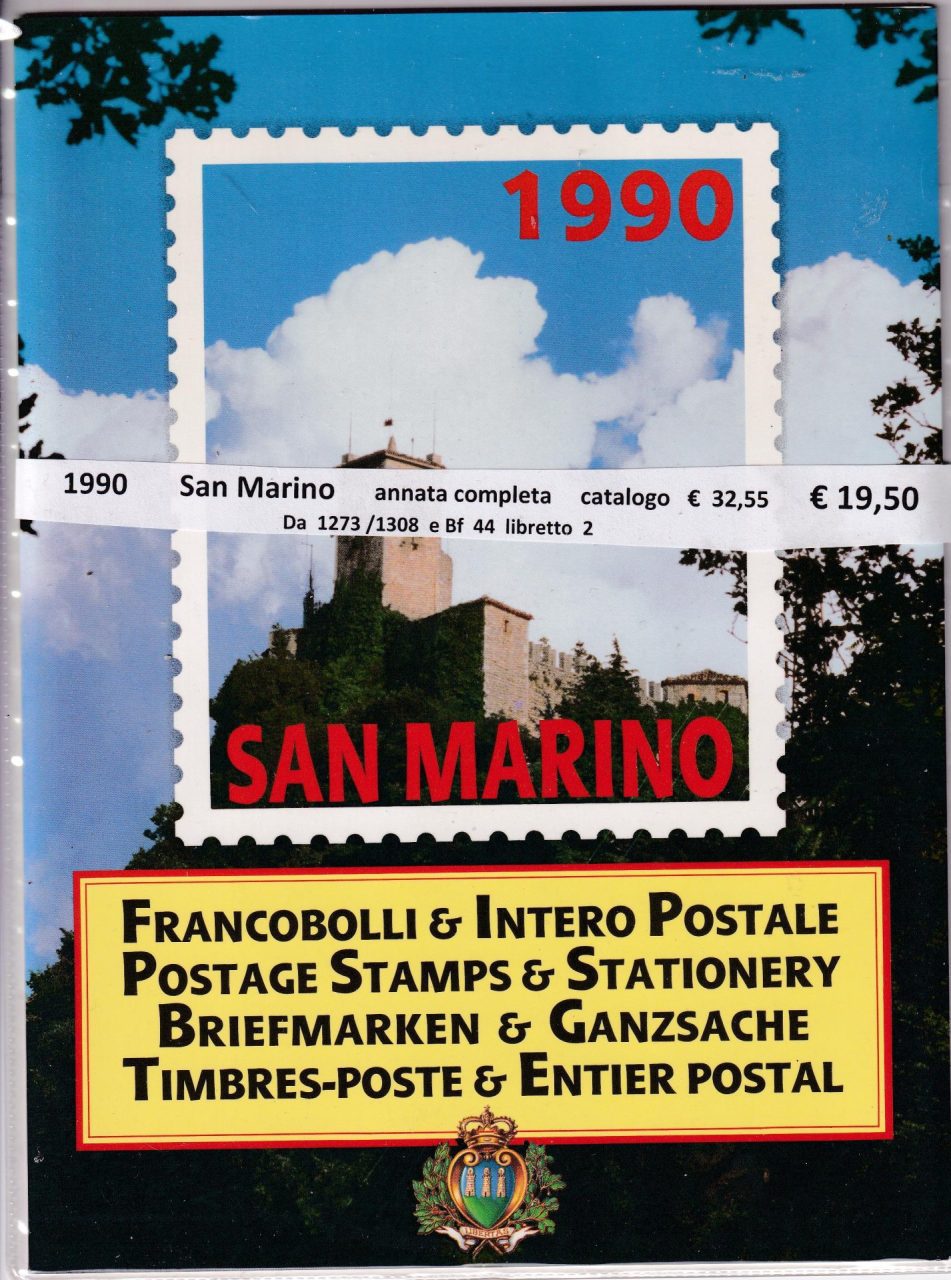 1990
1990 San Marino annata completa catalogo € 32,55 € 19,50
Da 1273 /1308 e Bf 44 libretto 2
SAN MARINO
FRANCOBOLLI & INTERO POSTALE
POSTAGE STAMPS & STATIONERY
BRIEFMARKEN & GANZSACHE
TIMBRES-POSTE & ENTIER POSTAL
LIBERTAS